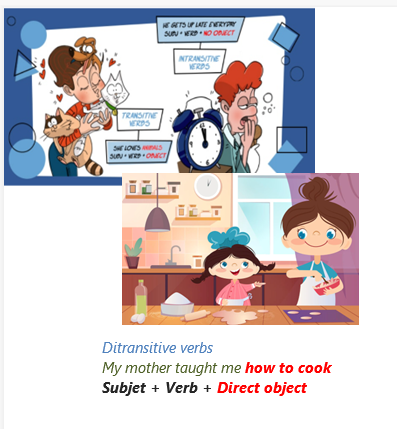 HE GETS UP LATE EVERYDAY
SUBJ + VERB + NO OBJECT
INTRANSITIVE
VERBS
TRANSITIVE
VERBS
SHE LOVES ANIMALS
SUBJ + VERB + OBJECT
Ditransitive verbs
My mother taught me how to cook
Subjet + Verb + Direct object